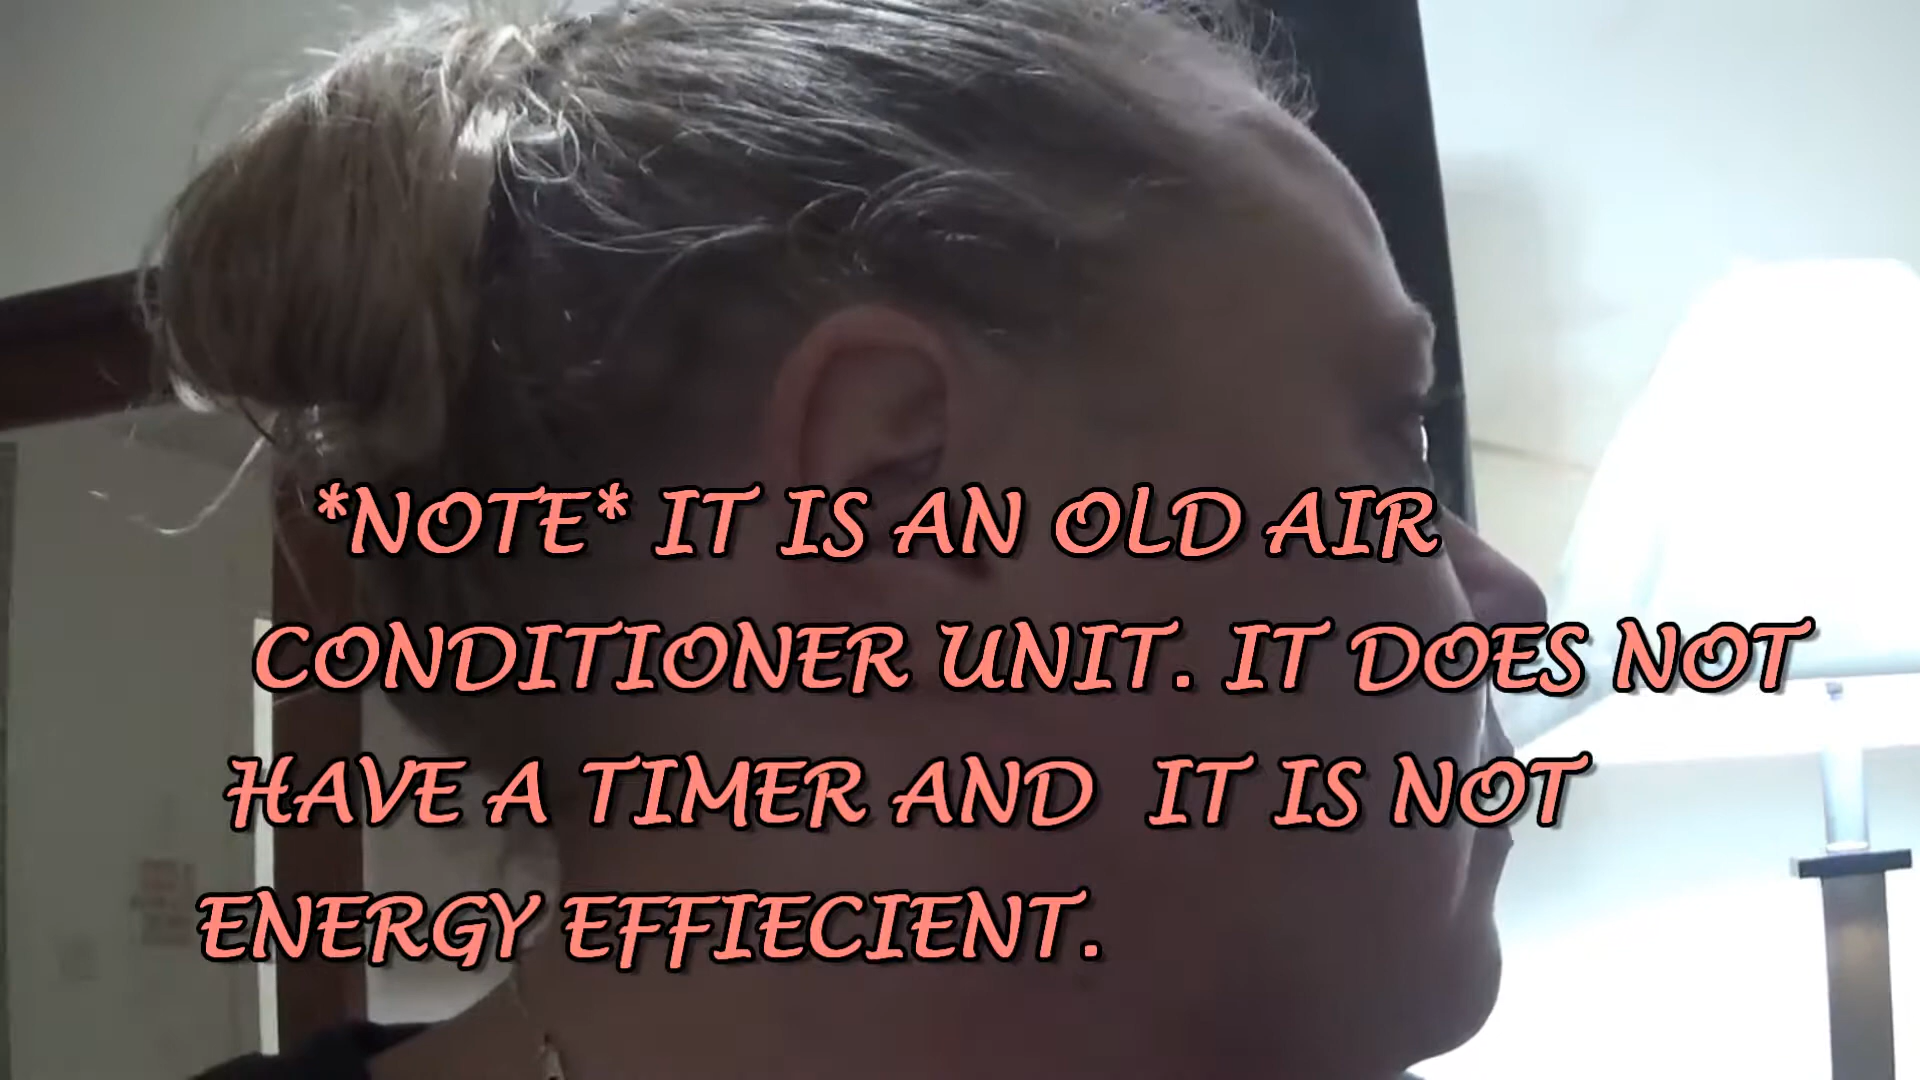 *NOTE* IT IS AN OLD AIR
CONDITIONER UNIT. IT DOES NOT
HAVE A TIMER AND IT IS NOT
ENERGY EFFIECIENT.